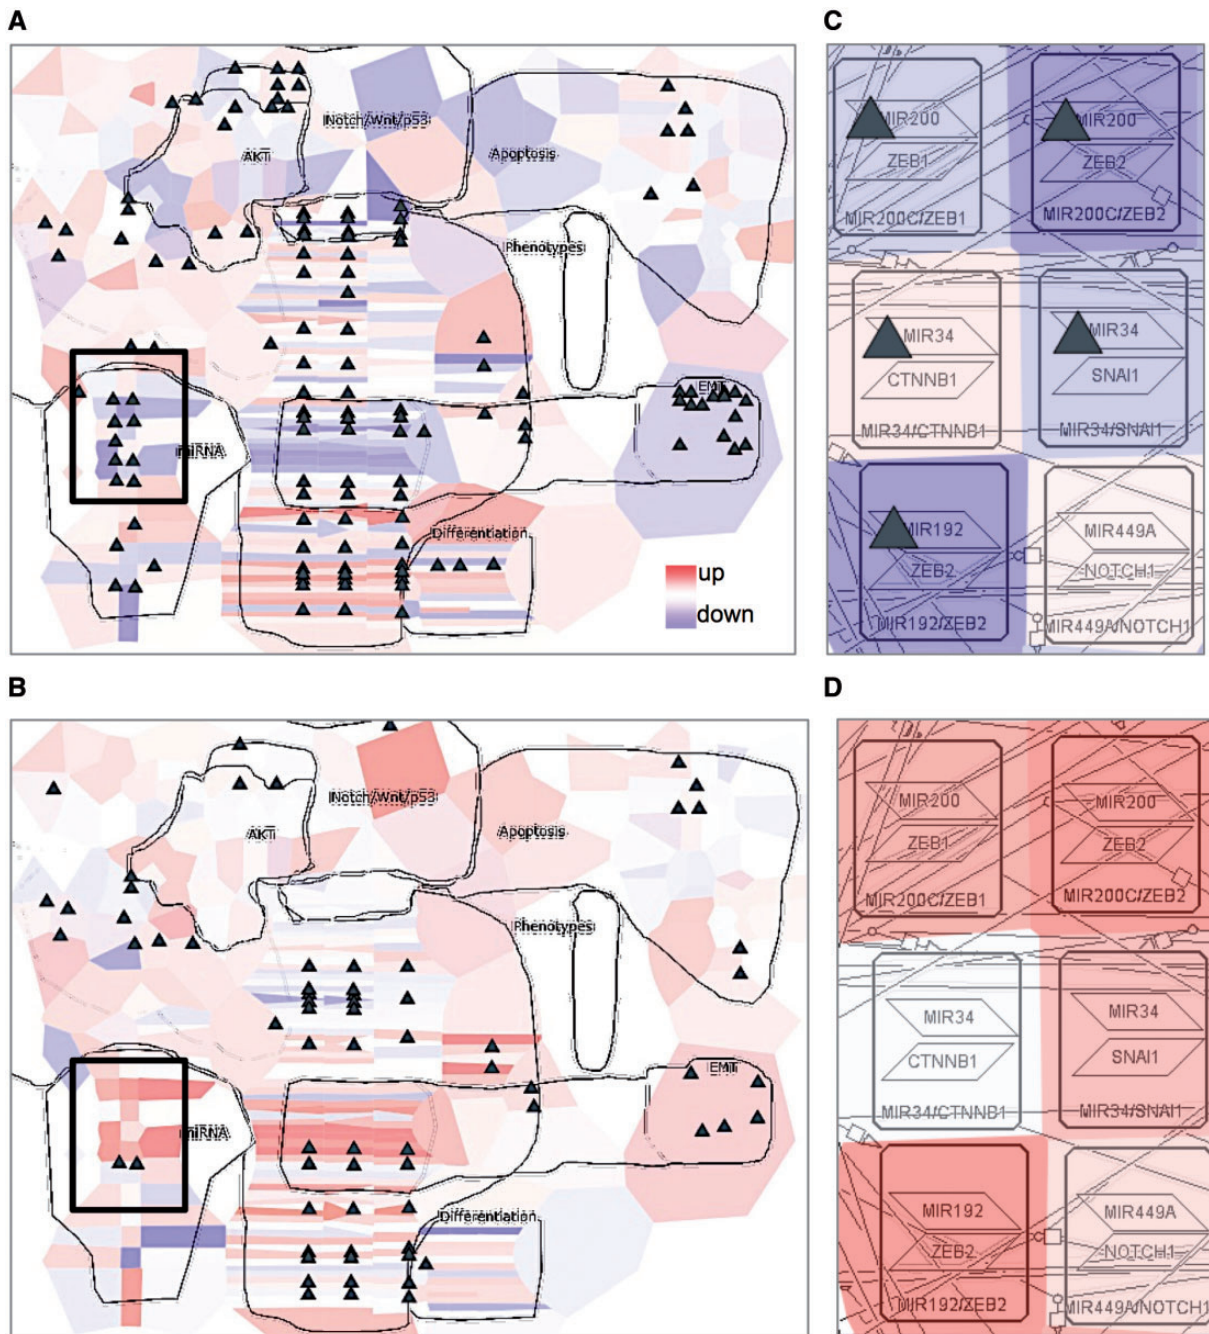 A
Notch/Wnt/p53
AKT
Apoptosis
Phenotypes
miRNA
EMT
Differentiation
up
down
C
MIR200
ZEB1
MIR200C/ZEB1
MIR200
ZEB2
MIR200C/ZEB2
MIR34
CTNNB1
MIR34/CTNNB1
MIR34
SNAI1
MIR34/SNAI1
MIR192
ZEB2
MIR192/ZEB2
MIR449A
NOTCH1
MIR449A/NOTCH1
B
Notch/Wnt/p53
AKT
Apoptosis
Phenotypes
EMT
miRNA
Differentiation
D
MIR200
ZEB1
MIR200C/ZEB1
MIR200
ZEB2
MIR200C/ZEB2
MIR34
CTNNB1
MIR34/CTNNB1
MIR34
SNAI1
MIR34/SNAI1
MIR192
ZEB2
MIR192/ZEB2
MIR449A
NOTCH1
MIR449A/NOTCH1